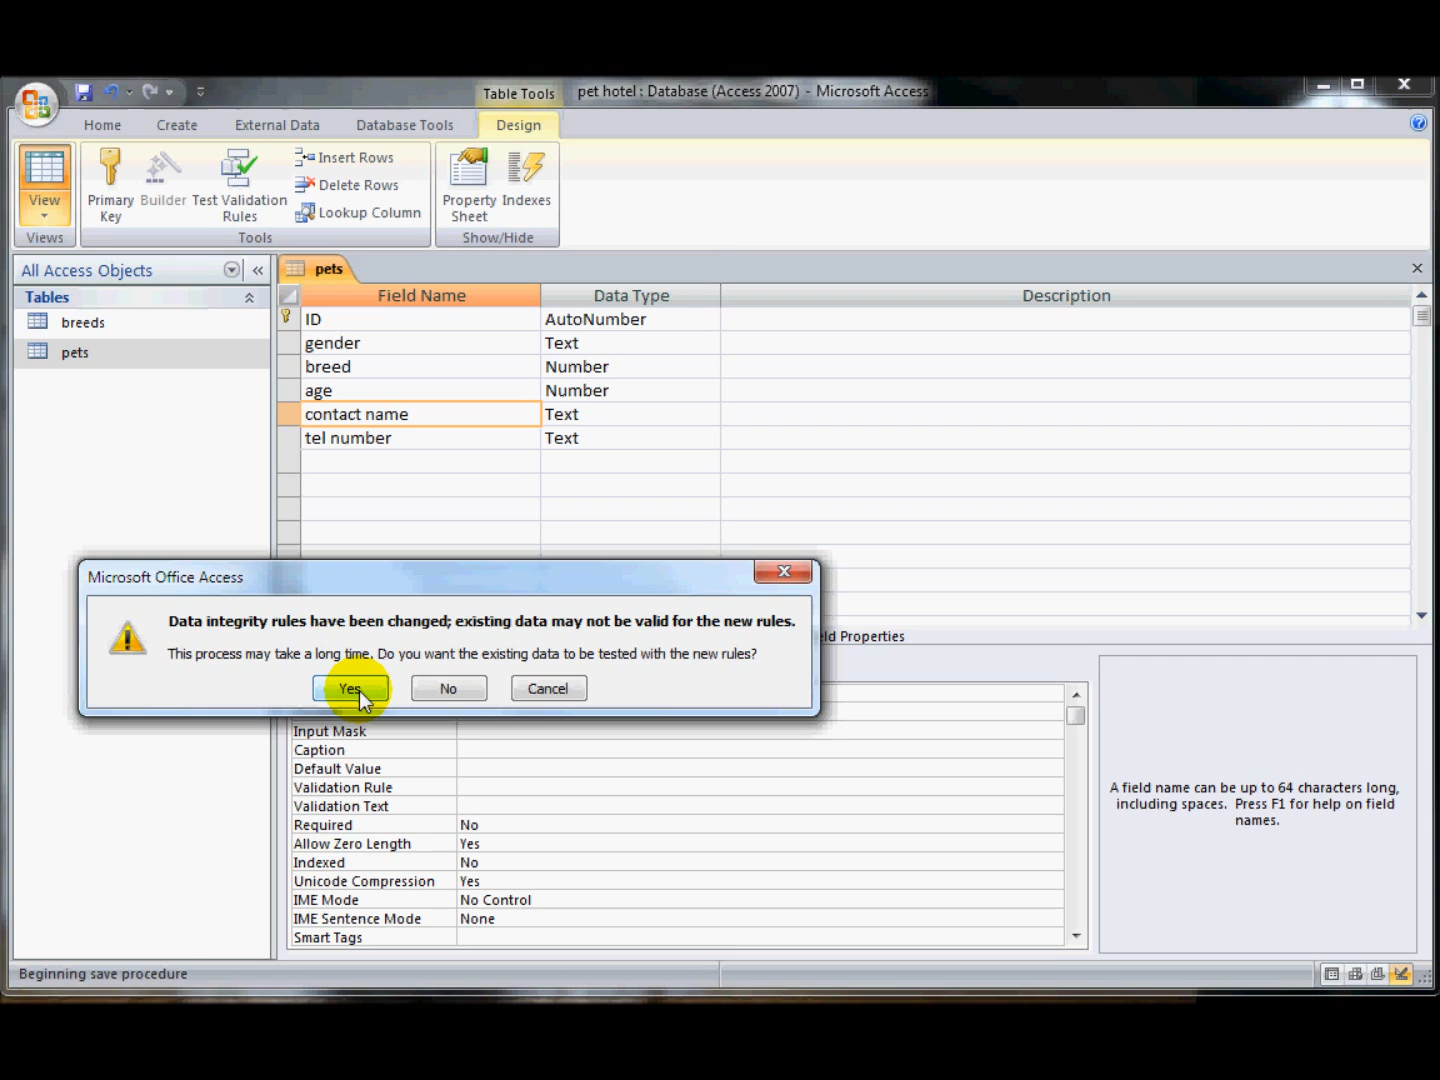 Table Tools
pet hotel : Database (Access 2007) - Microsoft Access
Home
Create
External Data
Database Tools
Design
View
Primary
Key
Builder
Test Validation
Rules
Insert Rows
Delete Rows
Lookup Column
Property
Sheet
Indexes
Views
Tools
Show/Hide
All Access Objects
pets
Tables
breeds
pets
Field Name
Data Type
Description
ID
AutoNumber
gender
Text
breed
Number
age
Number
contact name
Text
tel number
Text
Microsoft Office Access
Data integrity rules have been changed; existing data may not be valid for the new rules.
This process may take a long time. Do you want the existing data to be tested with the new rules?
Yes
No
Cancel
Properties
Input Mask
Caption
Default Value
Validation Rule
Validation Text
Required No
Allow Zero Length Yes
Indexed No
Unicode Compression Yes
IME Mode No Control
IME Sentence Mode None
Smart Tags
A field name can be up to 64 characters long,
including spaces. Press F1 for help on field
names.
Beginning save procedure